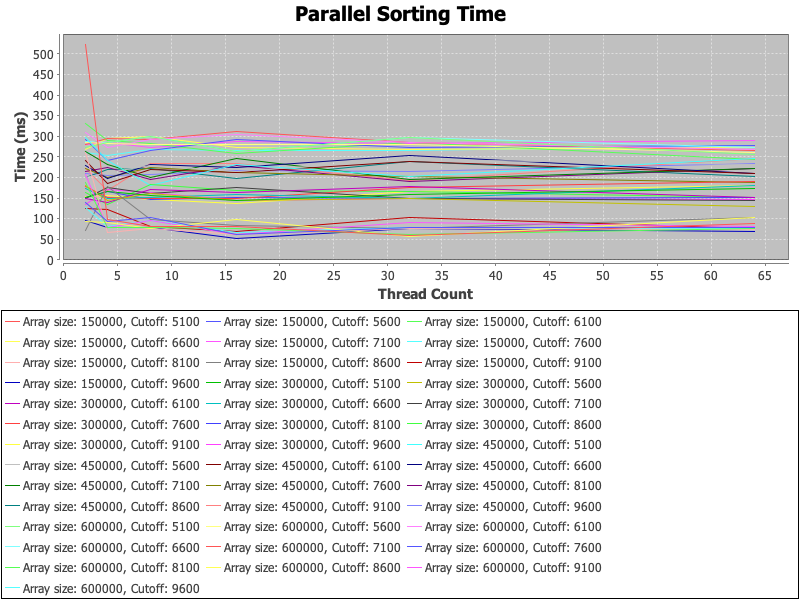 Parallel Sorting Time
500
450
400
350
300
250
200
150
100
50
0
Time (ms)
0 5 10 15 20 25 30 35 40 45 50 55 60 65
Thread Count
Array size: 150000, Cutoff: 5100 Array size: 150000, Cutoff: 5600 Array size: 150000, Cutoff: 6100
Array size: 150000, Cutoff: 6600 Array size: 150000, Cutoff: 7100 Array size: 150000, Cutoff: 7600
Array size: 150000, Cutoff: 8100 Array size: 150000, Cutoff: 8600 Array size: 150000, Cutoff: 9100
Array size: 150000, Cutoff: 9600 Array size: 300000, Cutoff: 5100 Array size: 300000, Cutoff: 5600
Array size: 300000, Cutoff: 6100 Array size: 300000, Cutoff: 6600 Array size: 300000, Cutoff: 7100
Array size: 300000, Cutoff: 7600 Array size: 300000, Cutoff: 8100 Array size: 300000, Cutoff: 8600
Array size: 300000, Cutoff: 9100 Array size: 300000, Cutoff: 9600 Array size: 450000, Cutoff: 5100
Array size: 450000, Cutoff: 5600 Array size: 450000, Cutoff: 6100 Array size: 450000, Cutoff: 6600
Array size: 450000, Cutoff: 7100 Array size: 450000, Cutoff: 7600 Array size: 450000, Cutoff: 8100
Array size: 450000, Cutoff: 8600 Array size: 450000, Cutoff: 9100 Array size: 450000, Cutoff: 9600
Array size: 600000, Cutoff: 5100 Array size: 600000, Cutoff: 5600 Array size: 600000, Cutoff: 6100
Array size: 600000, Cutoff: 6600 Array size: 600000, Cutoff: 7100 Array size: 600000, Cutoff: 7600
Array size: 600000, Cutoff: 8100 Array size: 600000, Cutoff: 8600 Array size: 600000, Cutoff: 9100
Array size: 600000, Cutoff: 9600